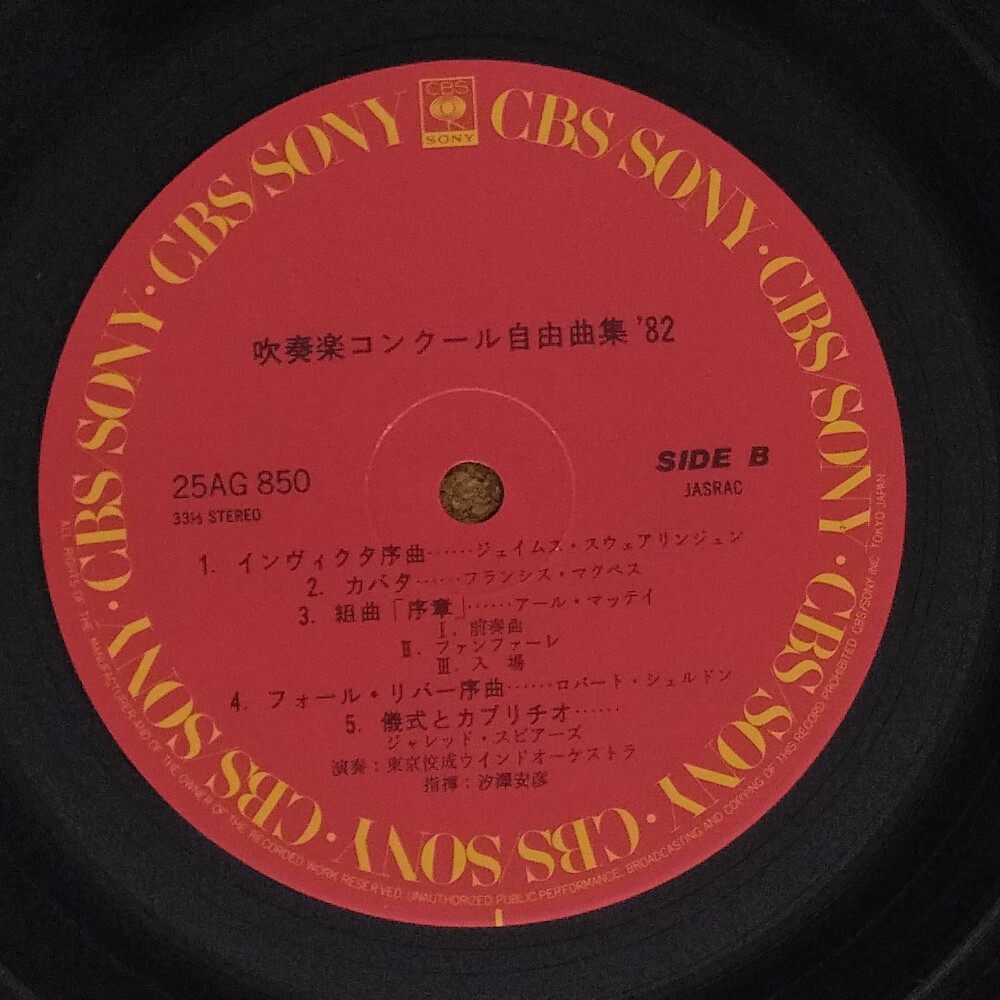 CBS
SONY
CBS/SONY · CBS/SONY · CBS/SONY · CBS/SONY · CBS/SONY · CBS/SONY · CBS/SONY · CBS/SONY · CBS/SONY
吹奏楽コンクール自由曲集 '82
25AG 850
33⅓ STEREO
SIDE B
JASRAC
1. インヴィクタ序曲……ジェイムス・スウェアリンジェン
2. カバタ……フランシス・マクベス
3. 組曲「序章」……アール・マッテイ
Ⅰ. 前奏曲
Ⅱ. ファンファーレ
Ⅲ. 入場
4. フォール・リバー序曲……ロバート・シェルドン
5. 儀式とカプリチオ……
ジャレッド・スピアーズ
演奏：東京佼成ウインドオーケストラ
指揮：汐澤安彦
ALL RIGHTS OF THE MANUFACTURER AND OF THE OWNER OF THE RECORDED WORK RESERVED. UNAUTHORIZED PUBLIC PERFORMANCE, BROADCASTING AND COPYING OF THIS RECORD PROHIBITED CBS/SONY INC. TOKYO JAPAN